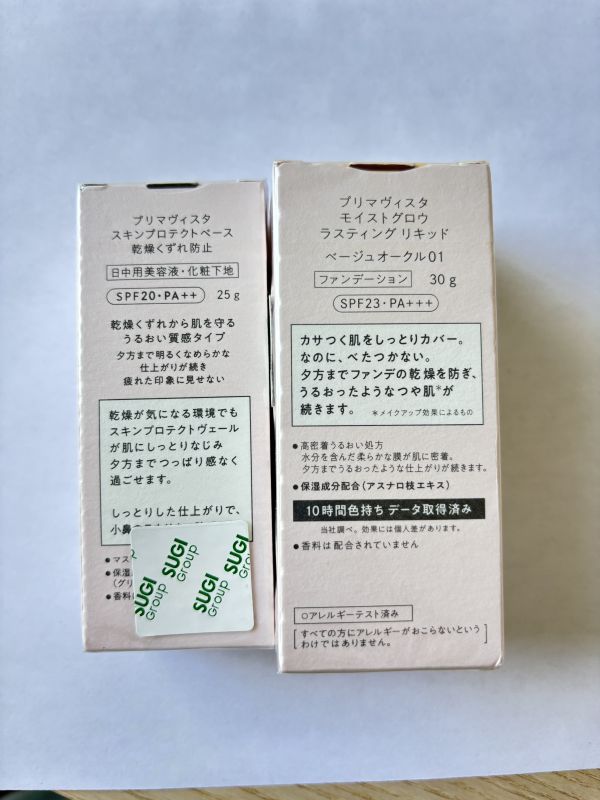 プリマヴィスタ
スキンプロテクトベース
乾燥くずれ防止
日中用美容液・化粧下地
SPF20・PA++ 25g
乾燥くずれから肌を守る
うるおい質感タイプ
夕方まで明るくなめらかな
仕上がりが続き
疲れた印象に見せない
乾燥が気になる環境でも
スキンプロテクトヴェール
が肌にしっとりなじみ
夕方までつっぱり感なく
過ごせます。
しっとりした仕上がりで、
小鼻の
●マス
●保湿
（グリ
●香料
SUGI
Group
SUGI
Group
SUGI
Group
SUGI
Group
プリマヴィスタ
モイストグロウ
ラスティング リキッド
ベージュオークル01
ファンデーション 30g
SPF23・PA+++
カサつく肌をしっとりカバー。
なのに、べたつかない。
夕方までファンデの乾燥を防ぎ、
うるおったようなつや肌*が
続きます。 *メイクアップ効果によるもの
●高密着うるおい処方
水分を含んだ柔らかな膜が肌に密着。
夕方までうるおったような仕上がりが続きます。
●保湿成分配合（アスナロ枝エキス）
10時間色持ち データ取得済み
当社調べ。効果には個人差があります。
●香料は配合されていません
○アレルギーテスト済み
[すべての方にアレルギーがおこらないという
わけではありません。]